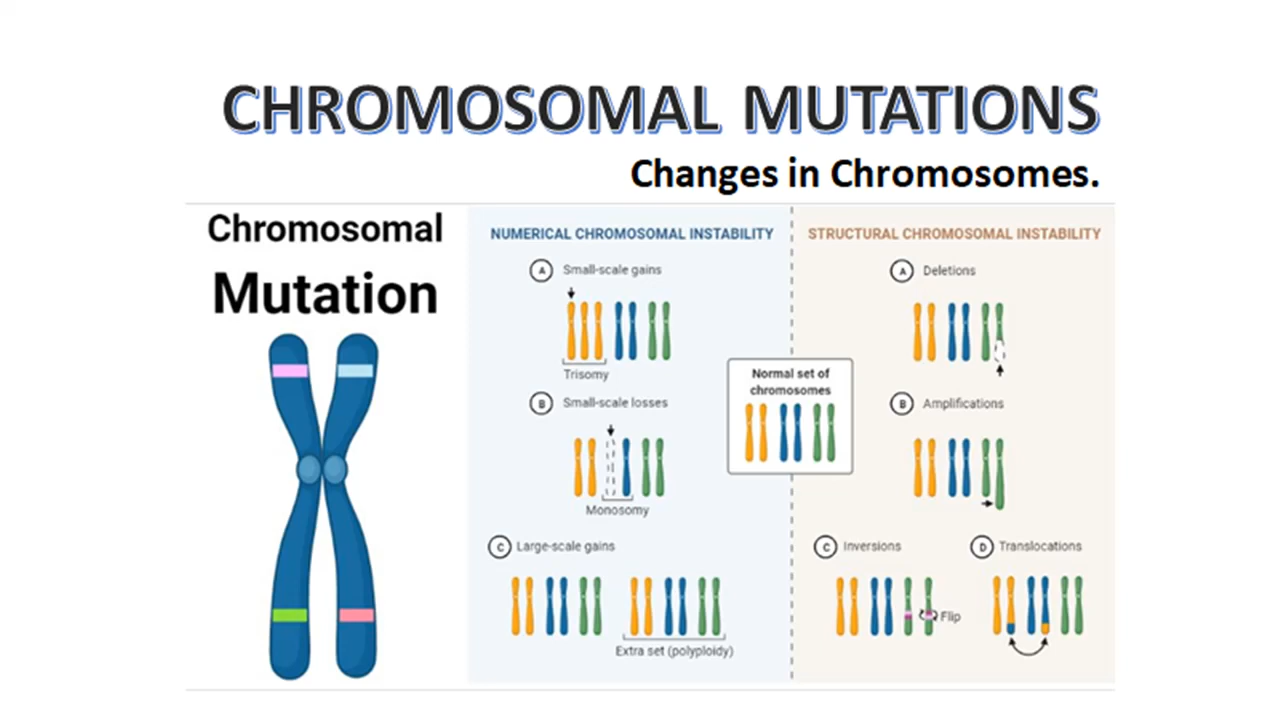 CHROMOSOMAL MUTATIONS
Changes in Chromosomes.
Chromosomal
Mutation
NUMERICAL CHROMOSOMAL INSTABILITY
A Small-scale gains
Trisomy
B Small-scale losses
Monosomy
C Large-scale gains
Extra set (polyploidy)
Normal set of
chromosomes
STRUCTURAL CHROMOSOMAL INSTABILITY
A Deletions
B Amplifications
C Inversions
Flip
D Translocations